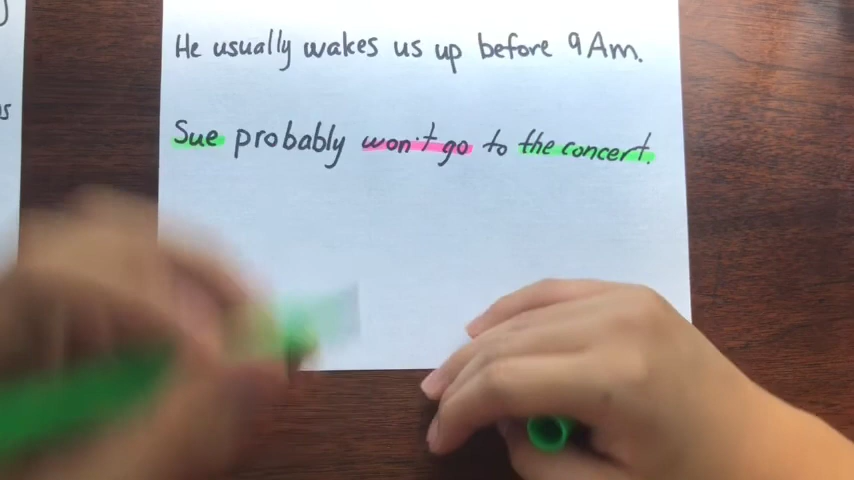 He usually wakes us up before 9 Am.
Sue probably won't go to the concert.